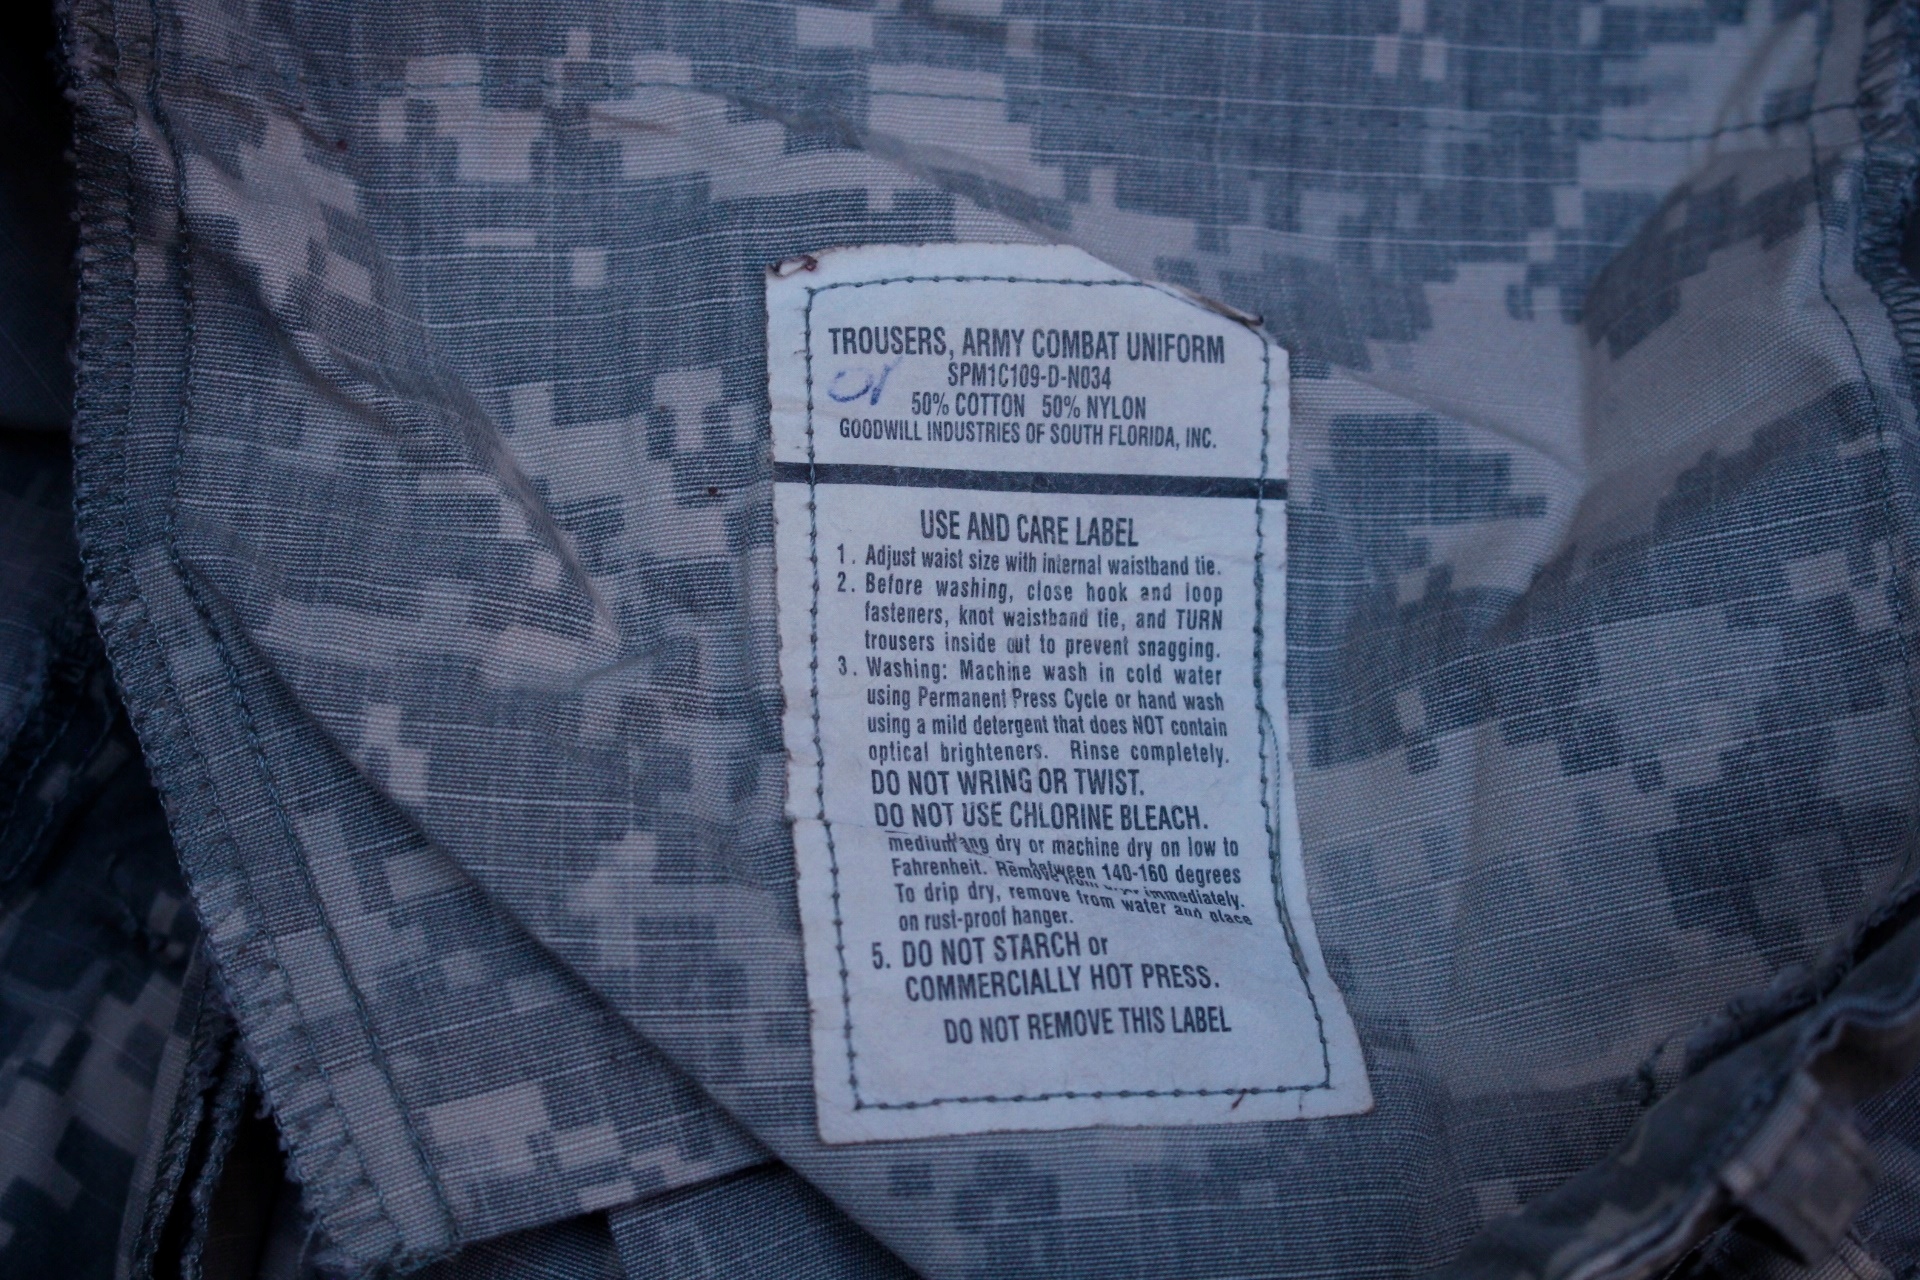 TROUSERS, ARMY COMBAT UNIFORM
SPM1C109-D-N034
50% COTTON 50% NYLON
GOODWILL INDUSTRIES OF SOUTH FLORIDA, INC.
USE AND CARE LABEL
1. Adjust waist size with internal waistband tie.
2. Before washing, close hook and loop
fasteners, knot waistband tie, and TURN
trousers inside out to prevent snagging.
3. Washing: Machine wash in cold water
using Permanent Press Cycle or hand wash
using a mild detergent that does NOT contain
optical brighteners. Rinse completely.
DO NOT WRING OR TWIST.
DO NOT USE CHLORINE BLEACH.
medium dry or machine dry on low to
Fahrenheit. between 140-160 degrees
To drip dry, remove from water and place
immediately.
on rust-proof hanger.
5. DO NOT STARCH or
COMMERCIALLY HOT PRESS.
DO NOT REMOVE THIS LABEL